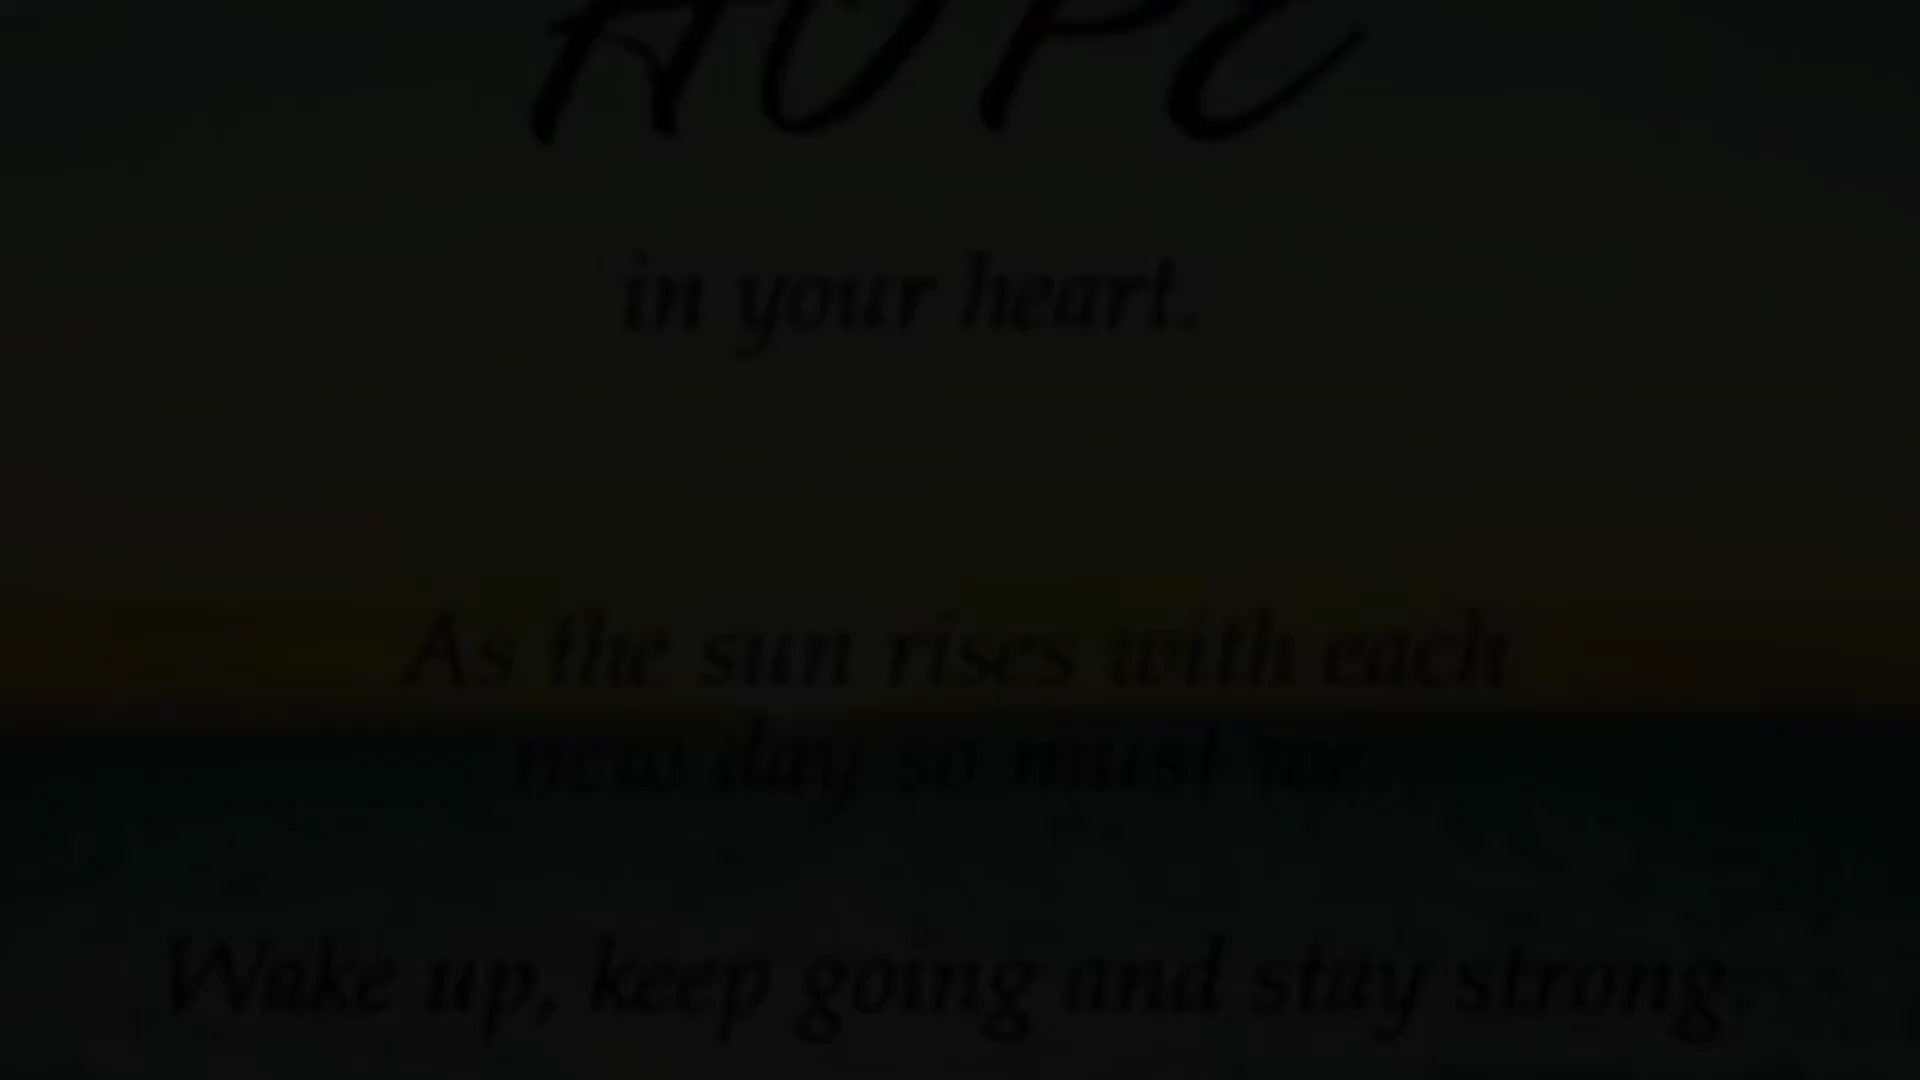 HOPE
in your heart.
As the sun rises with each
new day so must we.
Wake up, keep going and stay strong.